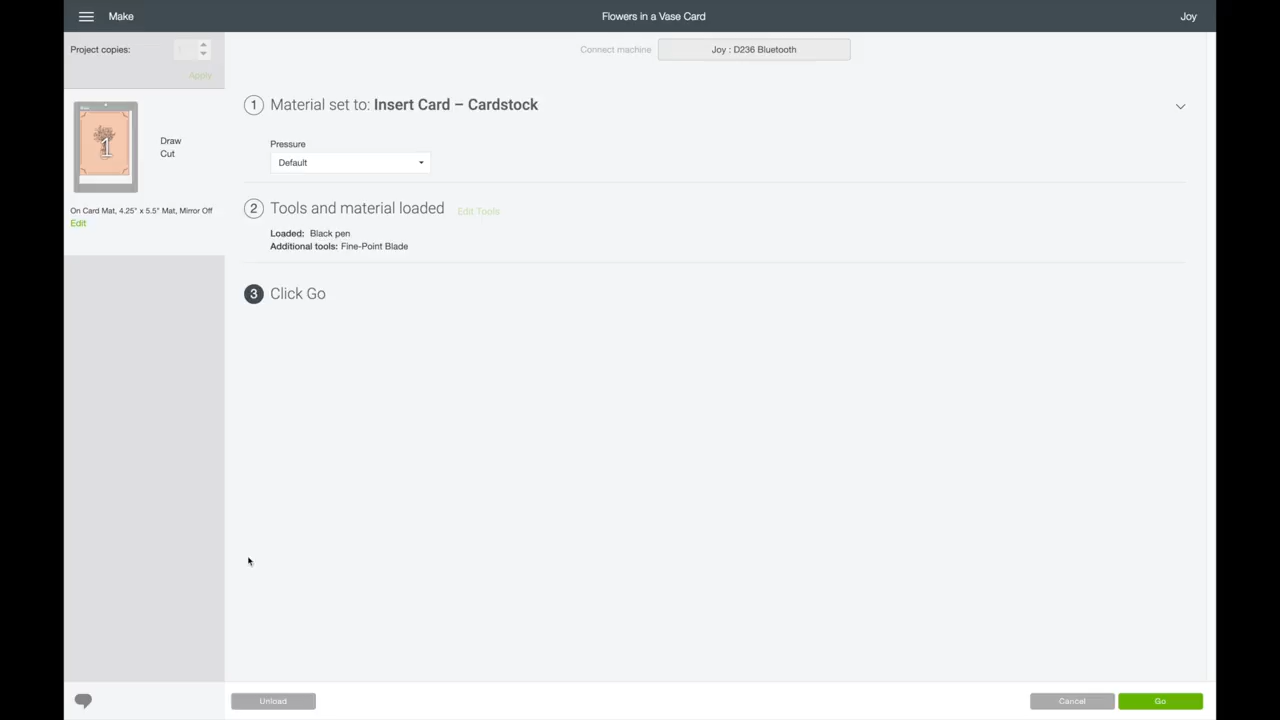 Make
Flowers in a Vase Card
Joy
Project copies:
Apply
Connect machine
Joy : D236 Bluetooth
1
Draw
Cut
On Card Mat, 4.25" x 5.5" Mat, Mirror Off
Edit
1 Material set to: Insert Card – Cardstock
Pressure
Default
2 Tools and material loaded Edit Tools
Loaded: Black pen
Additional tools: Fine-Point Blade
3 Click Go
Unload
Cancel
Go